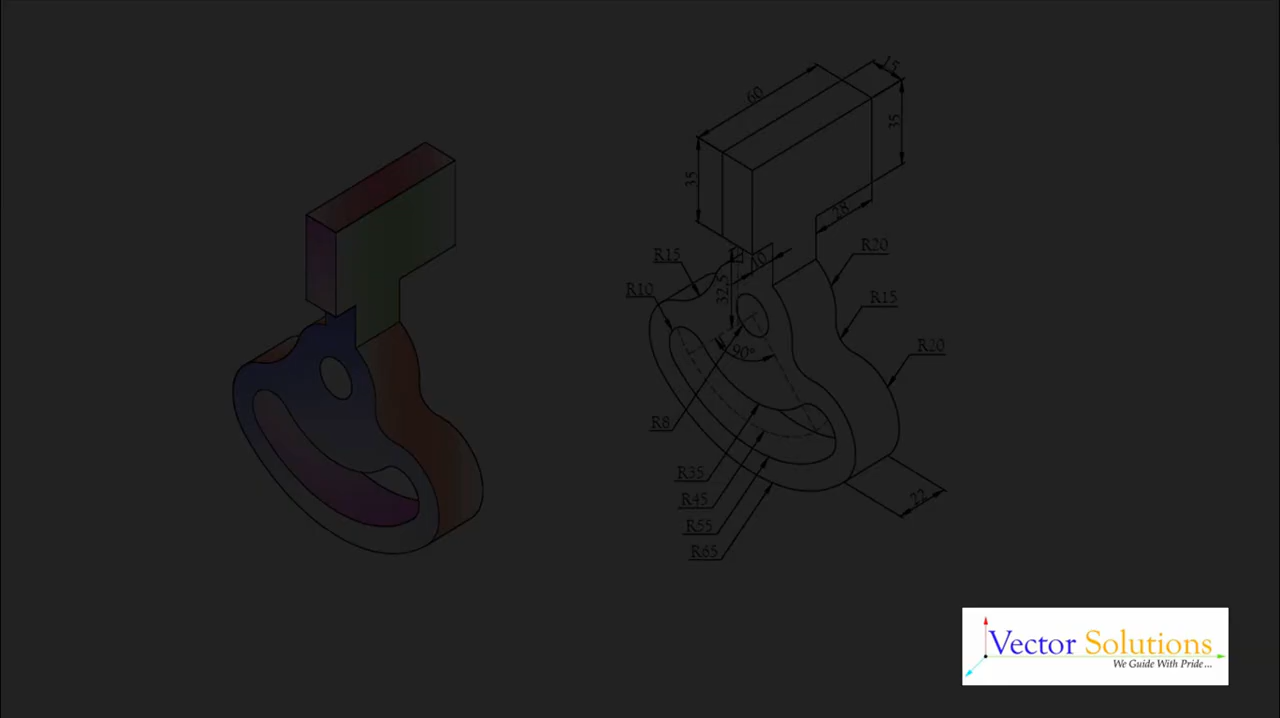 15
60
35
35
28
R20
R15
10
R10
32,5
R15
90°
R20
R8
R35
22
R45
R55
R65
Vector Solutions
We Guide With Pride...